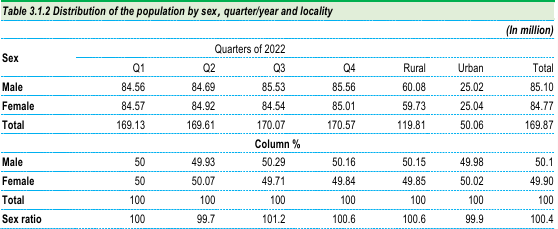 Table 3.1.2 Distribution of the population by sex, quarter/year and locality
(In million)
Sex Quarters of 2022
Q1 Q2 Q3 Q4 Rural Urban Total
Male 84.56 84.69 85.53 85.56 60.08 25.02 85.10
Female 84.57 84.92 84.54 85.01 59.73 25.04 84.77
Total 169.13 169.61 170.07 170.57 119.81 50.06 169.87
Column %
Male 50 49.93 50.29 50.16 50.15 49.98 50.1
Female 50 50.07 49.71 49.84 49.85 50.02 49.90
Total 100 100 100 100 100 100 100
Sex ratio 100 99.7 101.2 100.6 100.6 99.9 100.4